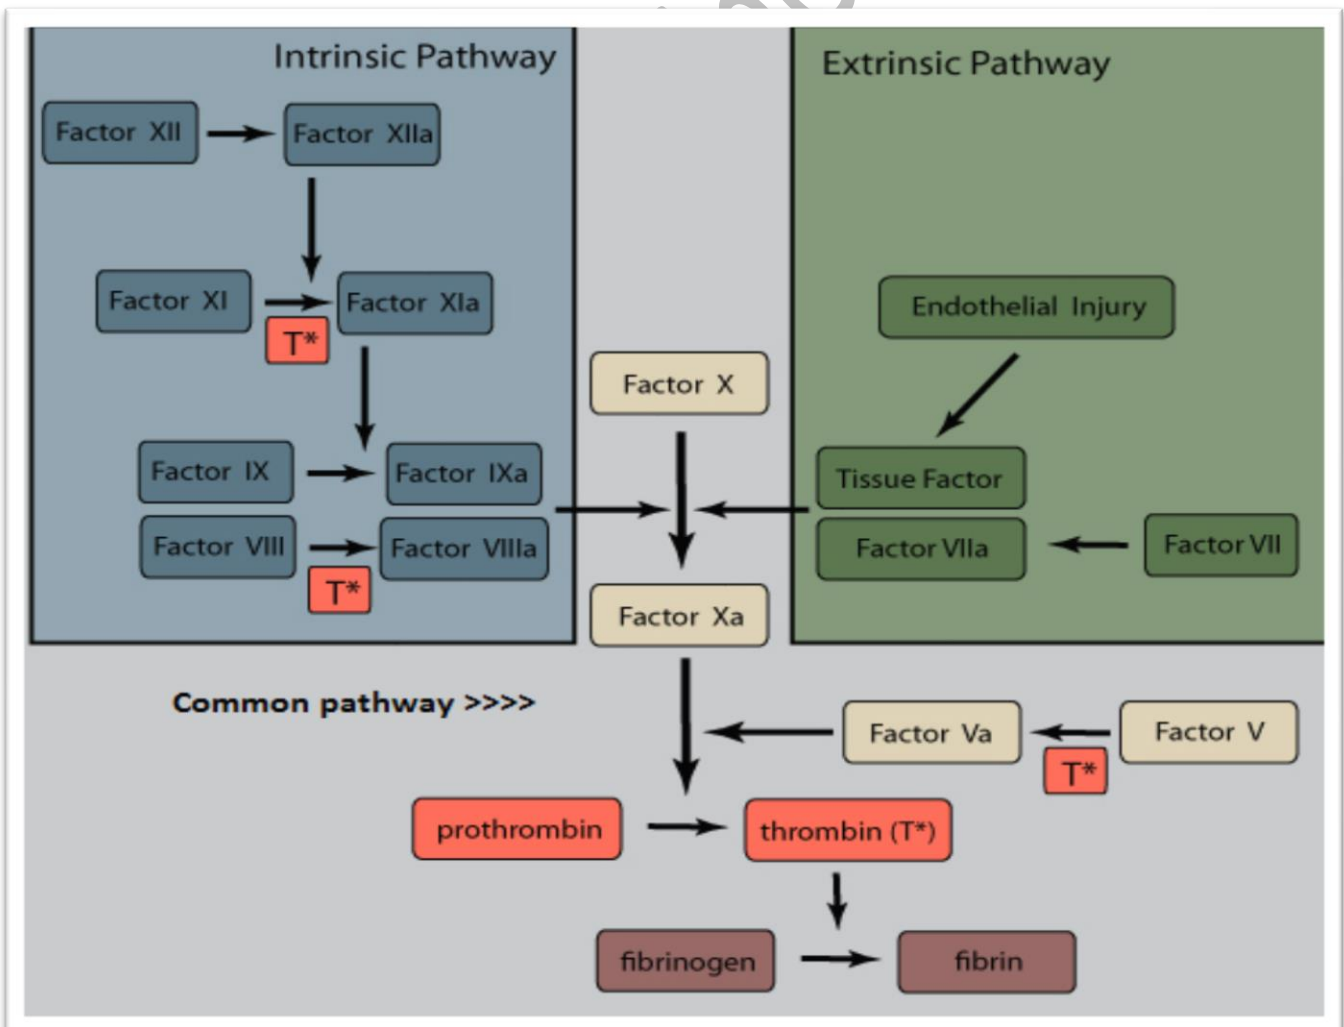 Intrinsic Pathway
Extrinsic Pathway
Factor XII
Factor XIIa
Factor XI
Factor XIa
T*
Endothelial Injury
Factor X
Factor IX
Factor IXa
Tissue Factor
Factor VIII
Factor VIIIa
Factor VIIa
Factor VII
T*
Factor Xa
Common pathway >>>>
Factor Va
Factor V
T*
prothrombin
thrombin (T*)
fibrinogen
fibrin